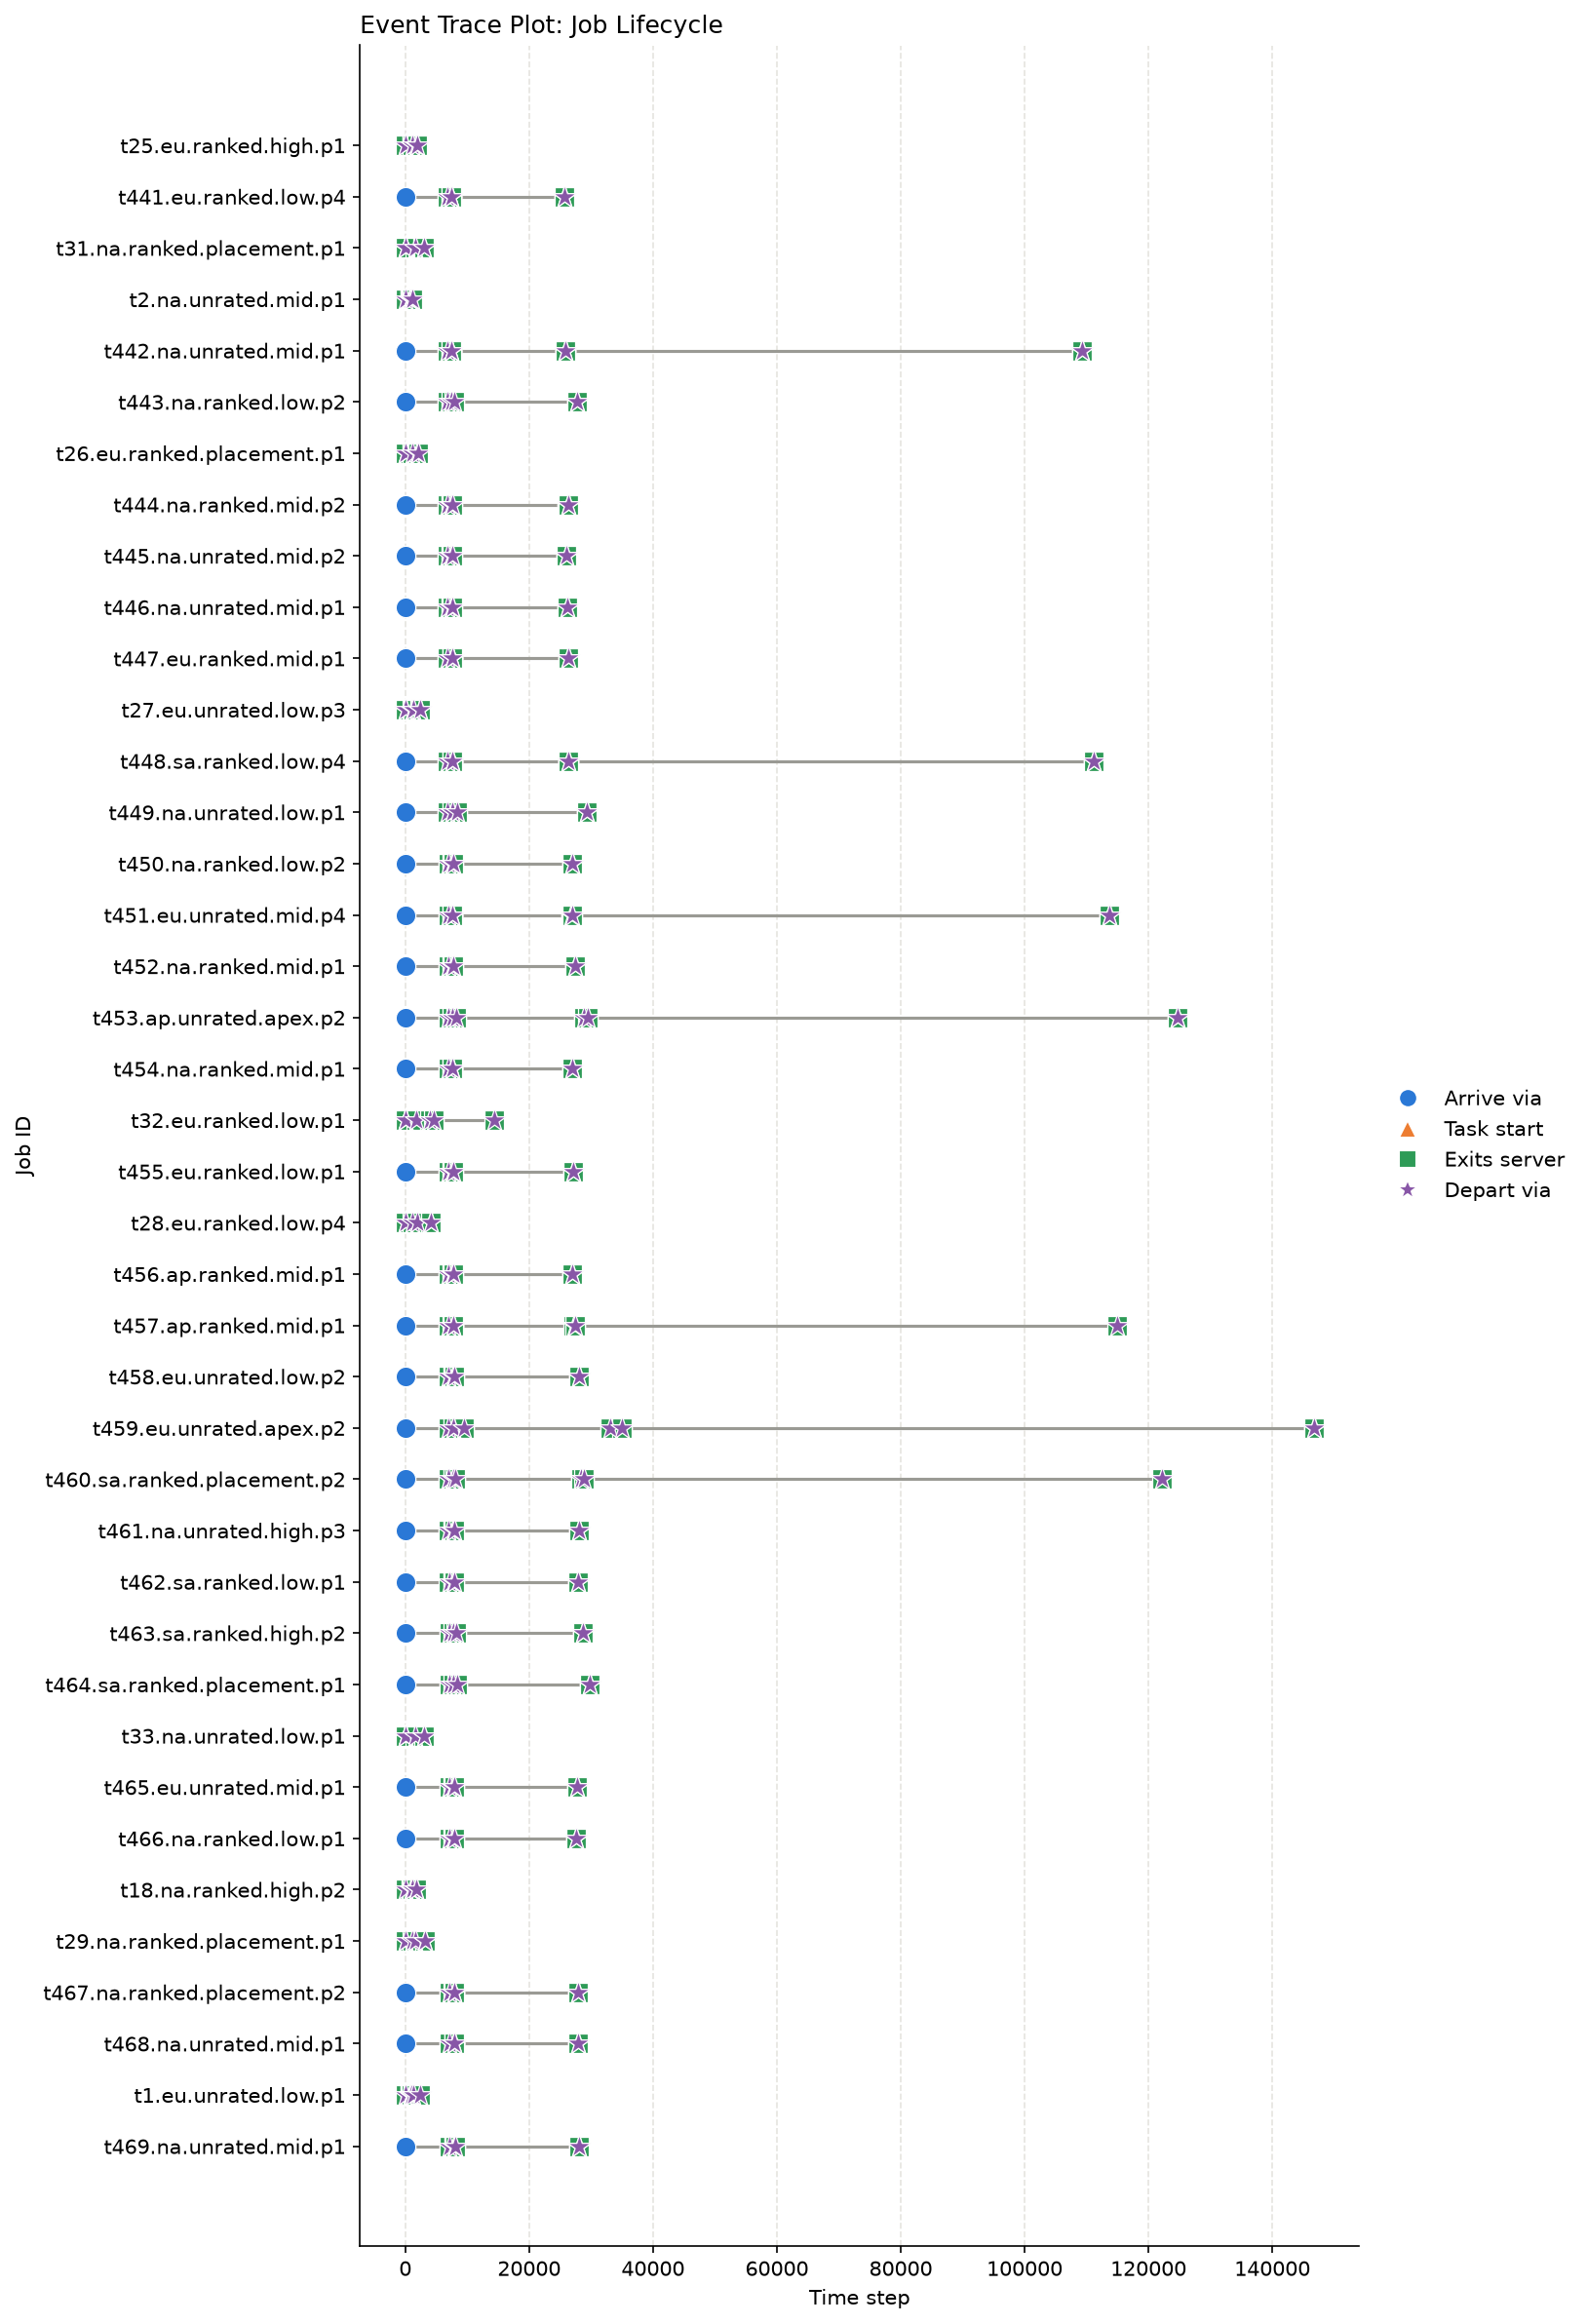 Event Trace Plot: Job Lifecycle
t25.eu.ranked.high.p1
t441.eu.ranked.low.p4
t31.na.ranked.placement.p1
t2.na.unrated.mid.p1
t442.na.unrated.mid.p1
t443.na.ranked.low.p2
t26.eu.ranked.placement.p1
t444.na.ranked.mid.p2
t445.na.unrated.mid.p2
t446.na.unrated.mid.p1
t447.eu.ranked.mid.p1
t27.eu.unrated.low.p3
t448.sa.ranked.low.p4
t449.na.unrated.low.p1
t450.na.ranked.low.p2
t451.eu.unrated.mid.p4
t452.na.ranked.mid.p1
t453.ap.unrated.apex.p2
t454.na.ranked.mid.p1
t32.eu.ranked.low.p1
t455.eu.ranked.low.p1
t28.eu.ranked.low.p4
t456.ap.ranked.mid.p1
t457.ap.ranked.mid.p1
t458.eu.unrated.low.p2
t459.eu.unrated.apex.p2
t460.sa.ranked.placement.p2
t461.na.unrated.high.p3
t462.sa.ranked.low.p1
t463.sa.ranked.high.p2
t464.sa.ranked.placement.p1
t33.na.unrated.low.p1
t465.eu.unrated.mid.p1
t466.na.ranked.low.p1
t18.na.ranked.high.p2
t29.na.ranked.placement.p1
t467.na.ranked.placement.p2
t468.na.unrated.mid.p1
t1.eu.unrated.low.p1
t469.na.unrated.mid.p1
Job ID
0 20000 40000 60000 80000 100000 120000 140000
Time step
Arrive via
Task start
Exits server
Depart via